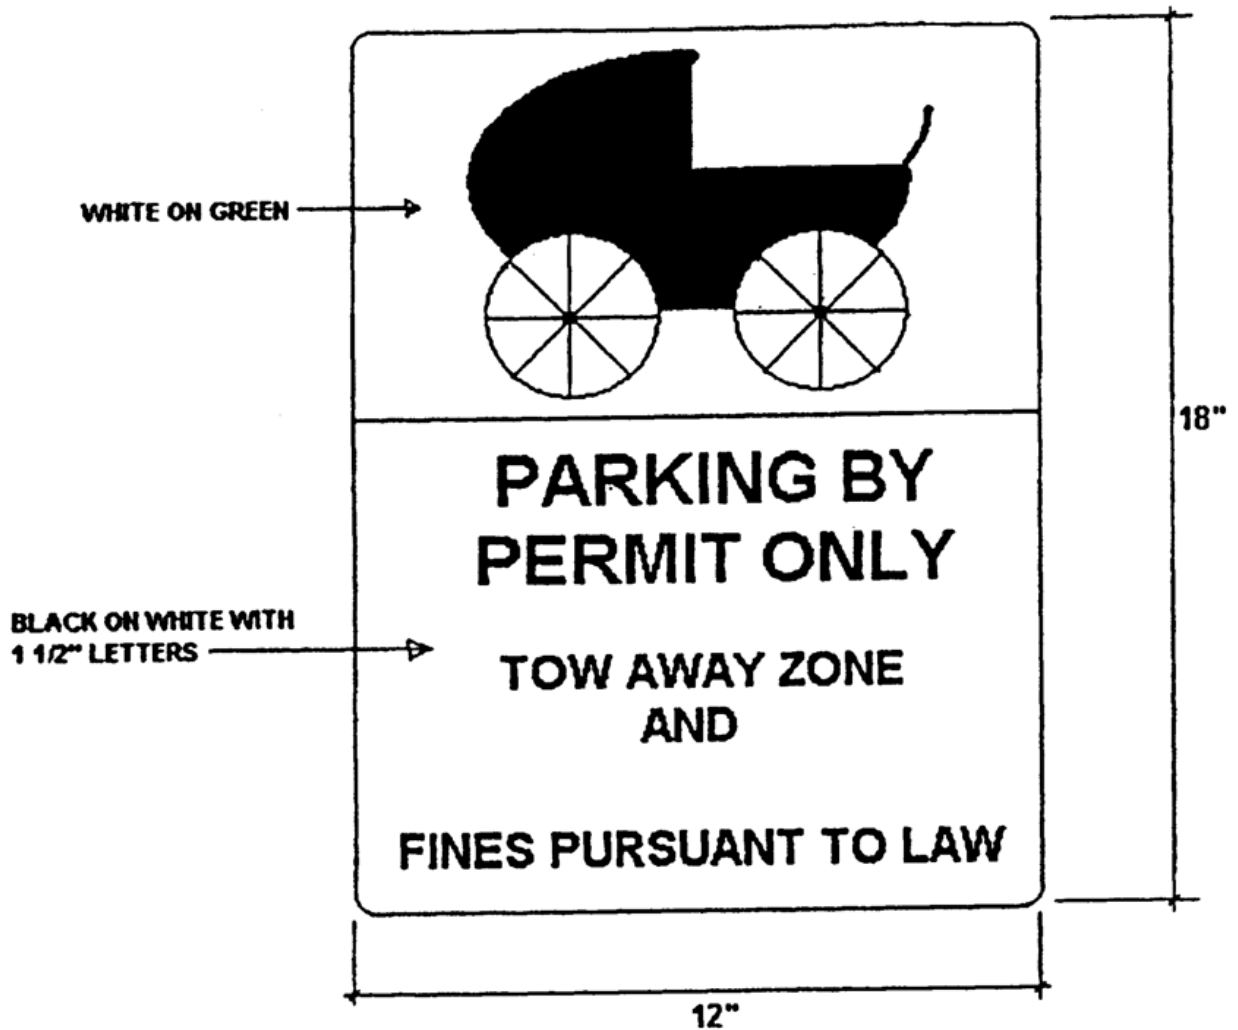 WHITE ON GREEN
18"
PARKING BY
PERMIT ONLY
BLACK ON WHITE WITH
1 1/2" LETTERS
TOW AWAY ZONE
AND
FINES PURSUANT TO LAW
12"